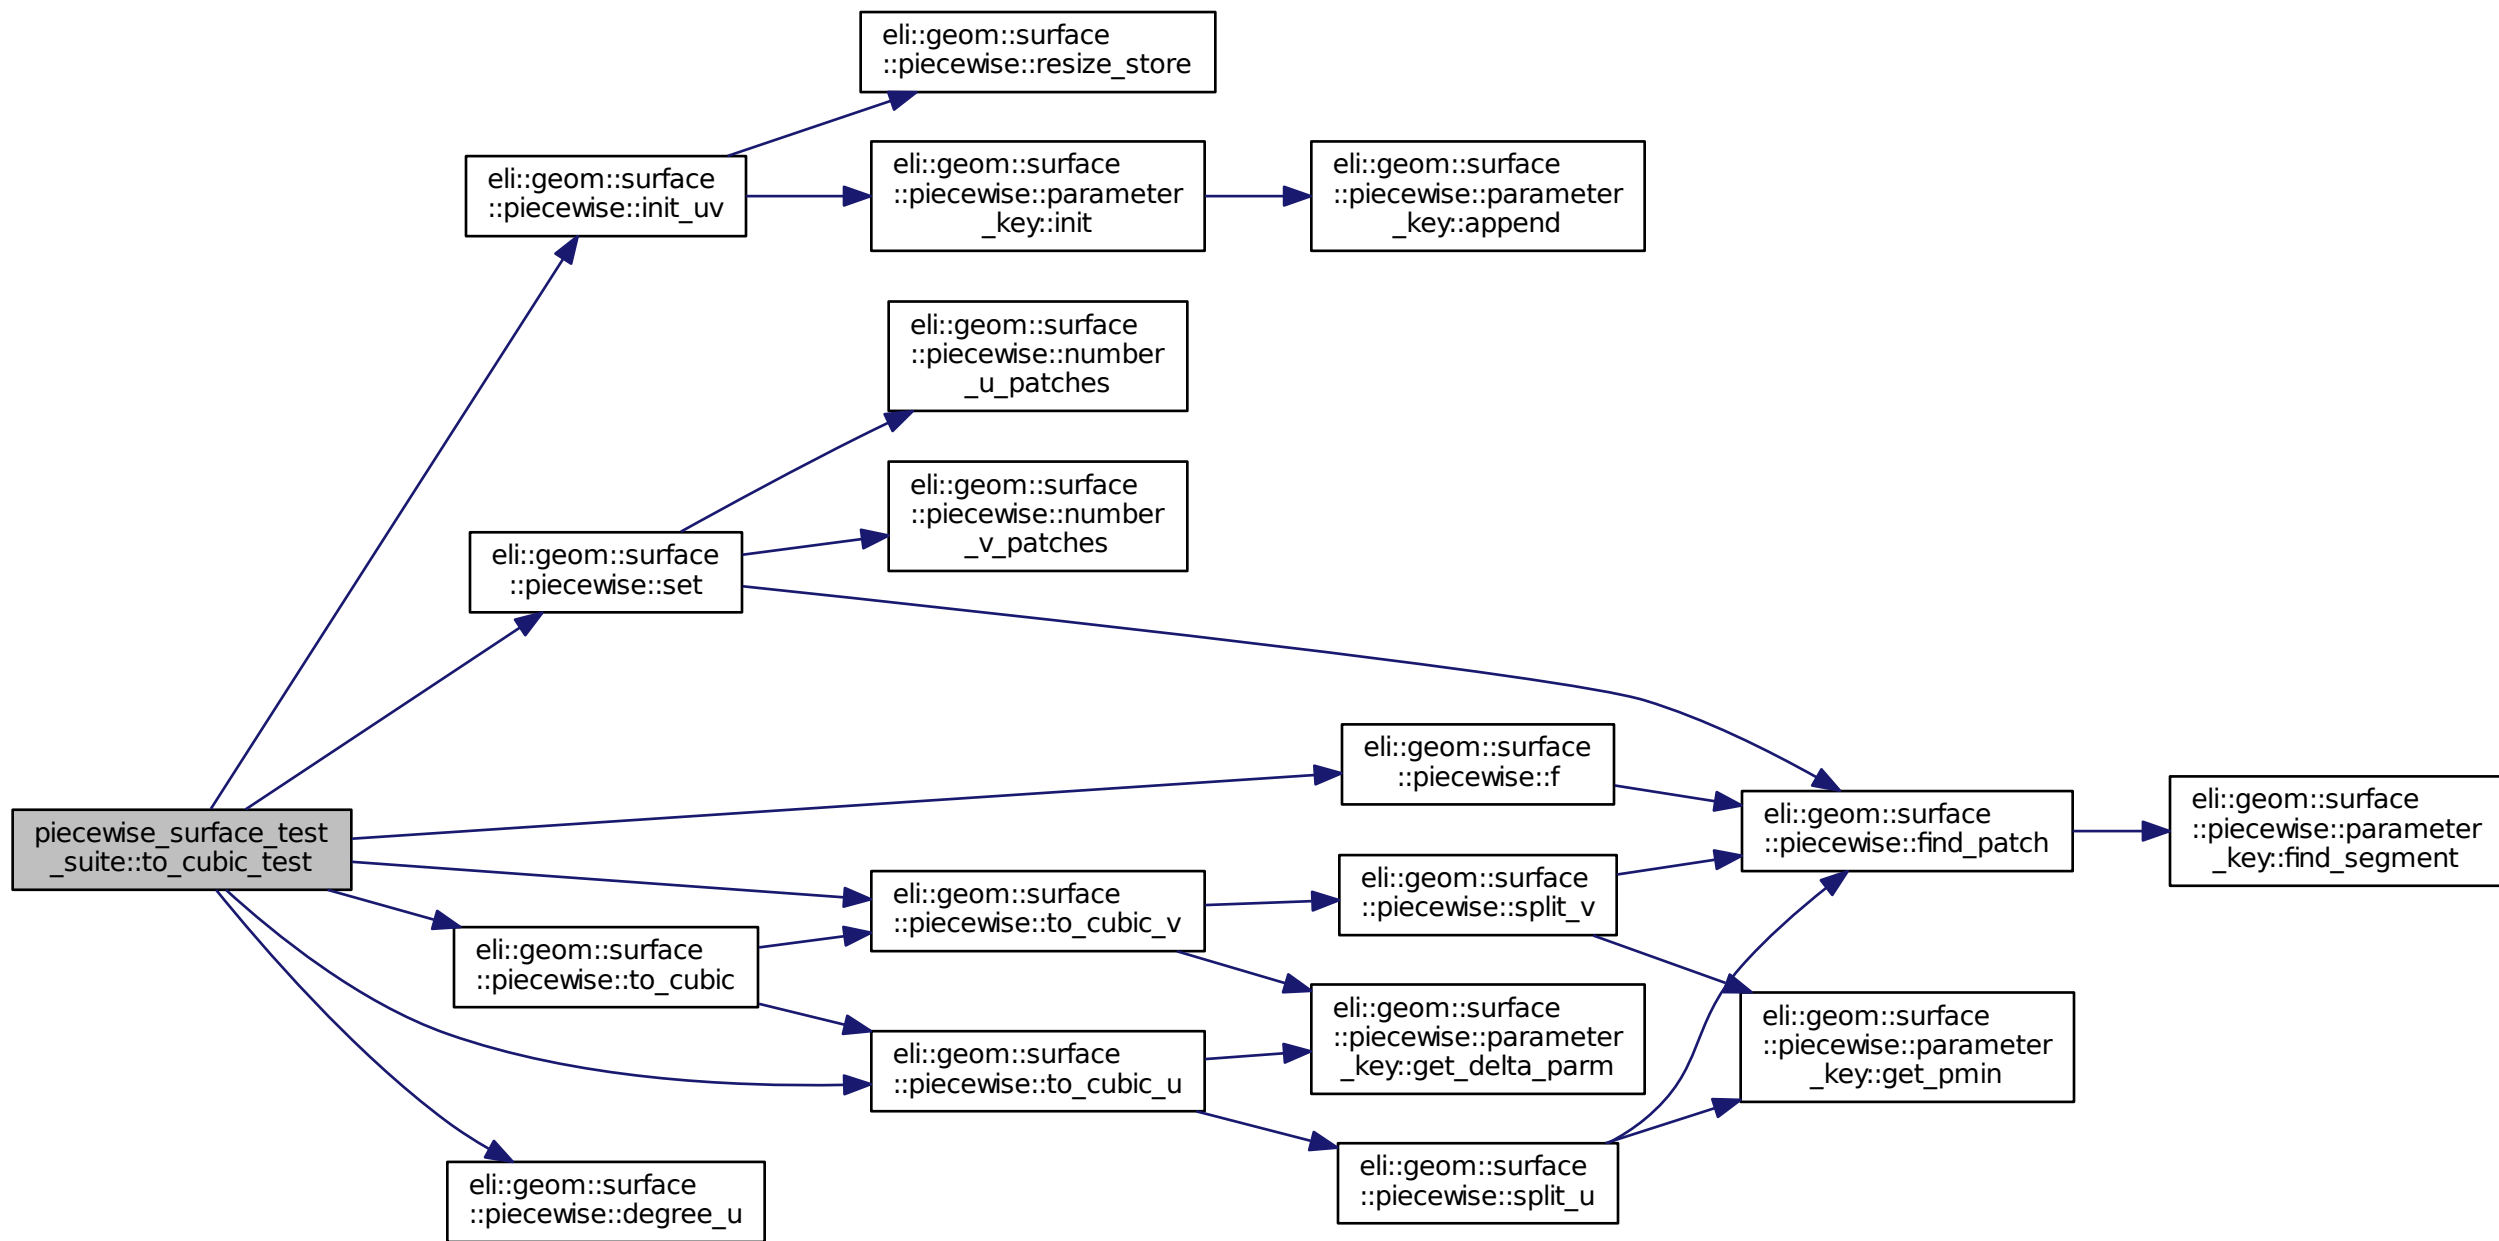 eli::geom::surface
::piecewise::resize_store
eli::geom::surface
::piecewise::init_uv
eli::geom::surface
::piecewise::parameter
_key::init
eli::geom::surface
::piecewise::parameter
_key::append
eli::geom::surface
::piecewise::number
_u_patches
eli::geom::surface
::piecewise::number
_v_patches
eli::geom::surface
::piecewise::set
eli::geom::surface
::piecewise::f
piecewise_surface_test
_suite::to_cubic_test
eli::geom::surface
::piecewise::find_patch
eli::geom::surface
::piecewise::parameter
_key::find_segment
eli::geom::surface
::piecewise::to_cubic_v
eli::geom::surface
::piecewise::split_v
eli::geom::surface
::piecewise::to_cubic
eli::geom::surface
::piecewise::parameter
_key::get_delta_parm
eli::geom::surface
::piecewise::parameter
_key::get_pmin
eli::geom::surface
::piecewise::to_cubic_u
eli::geom::surface
::piecewise::split_u
eli::geom::surface
::piecewise::degree_u